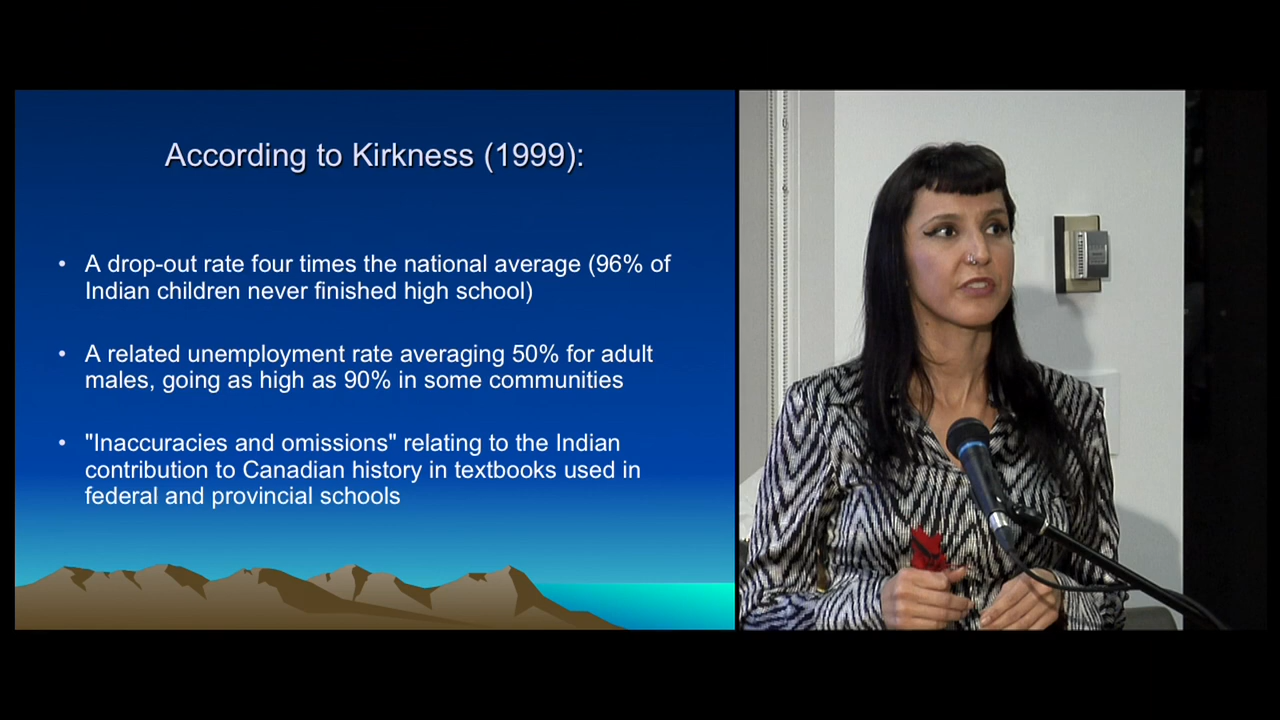 According to Kirkness (1999):
• A drop-out rate four times the national average (96% of
Indian children never finished high school)
• A related unemployment rate averaging 50% for adult
males, going as high as 90% in some communities
• "Inaccuracies and omissions" relating to the Indian
contribution to Canadian history in textbooks used in
federal and provincial schools